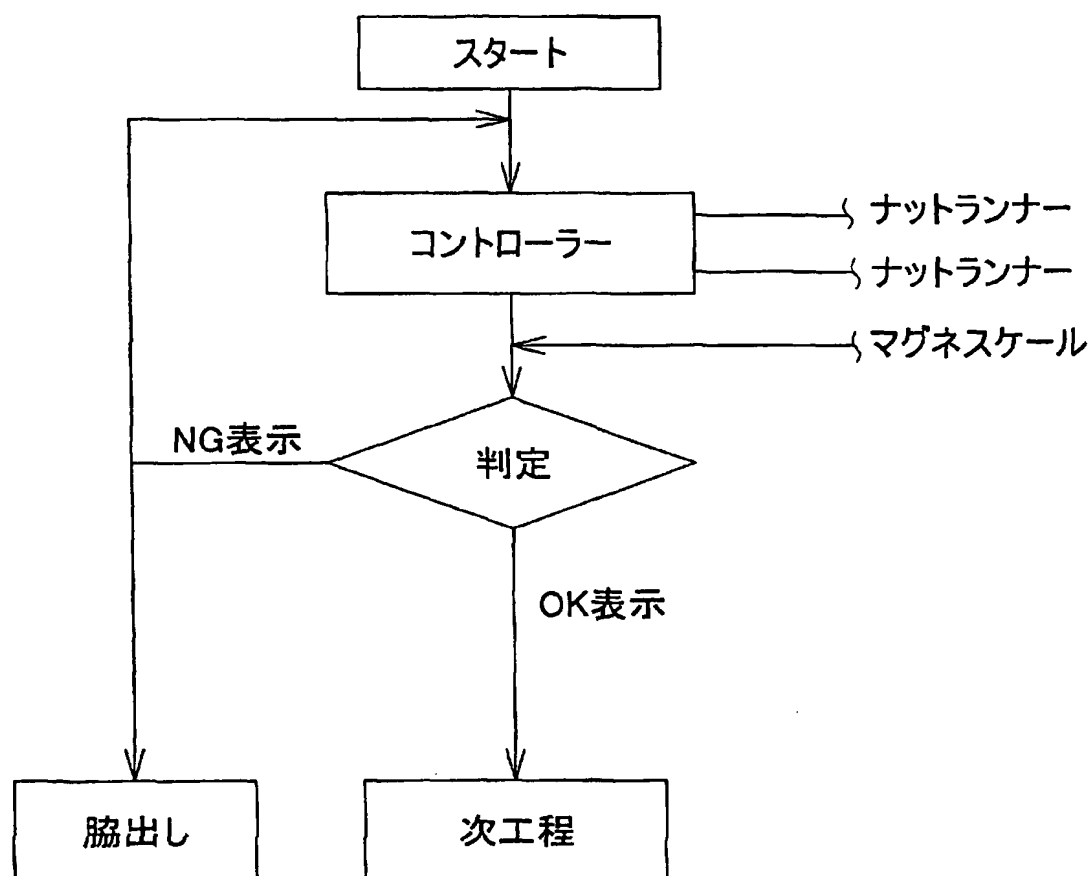 スタート
コントローラー
ナットランナー
ナットランナー
マグネスケール
NG表示
判定
OK表示
脇出し
次工程